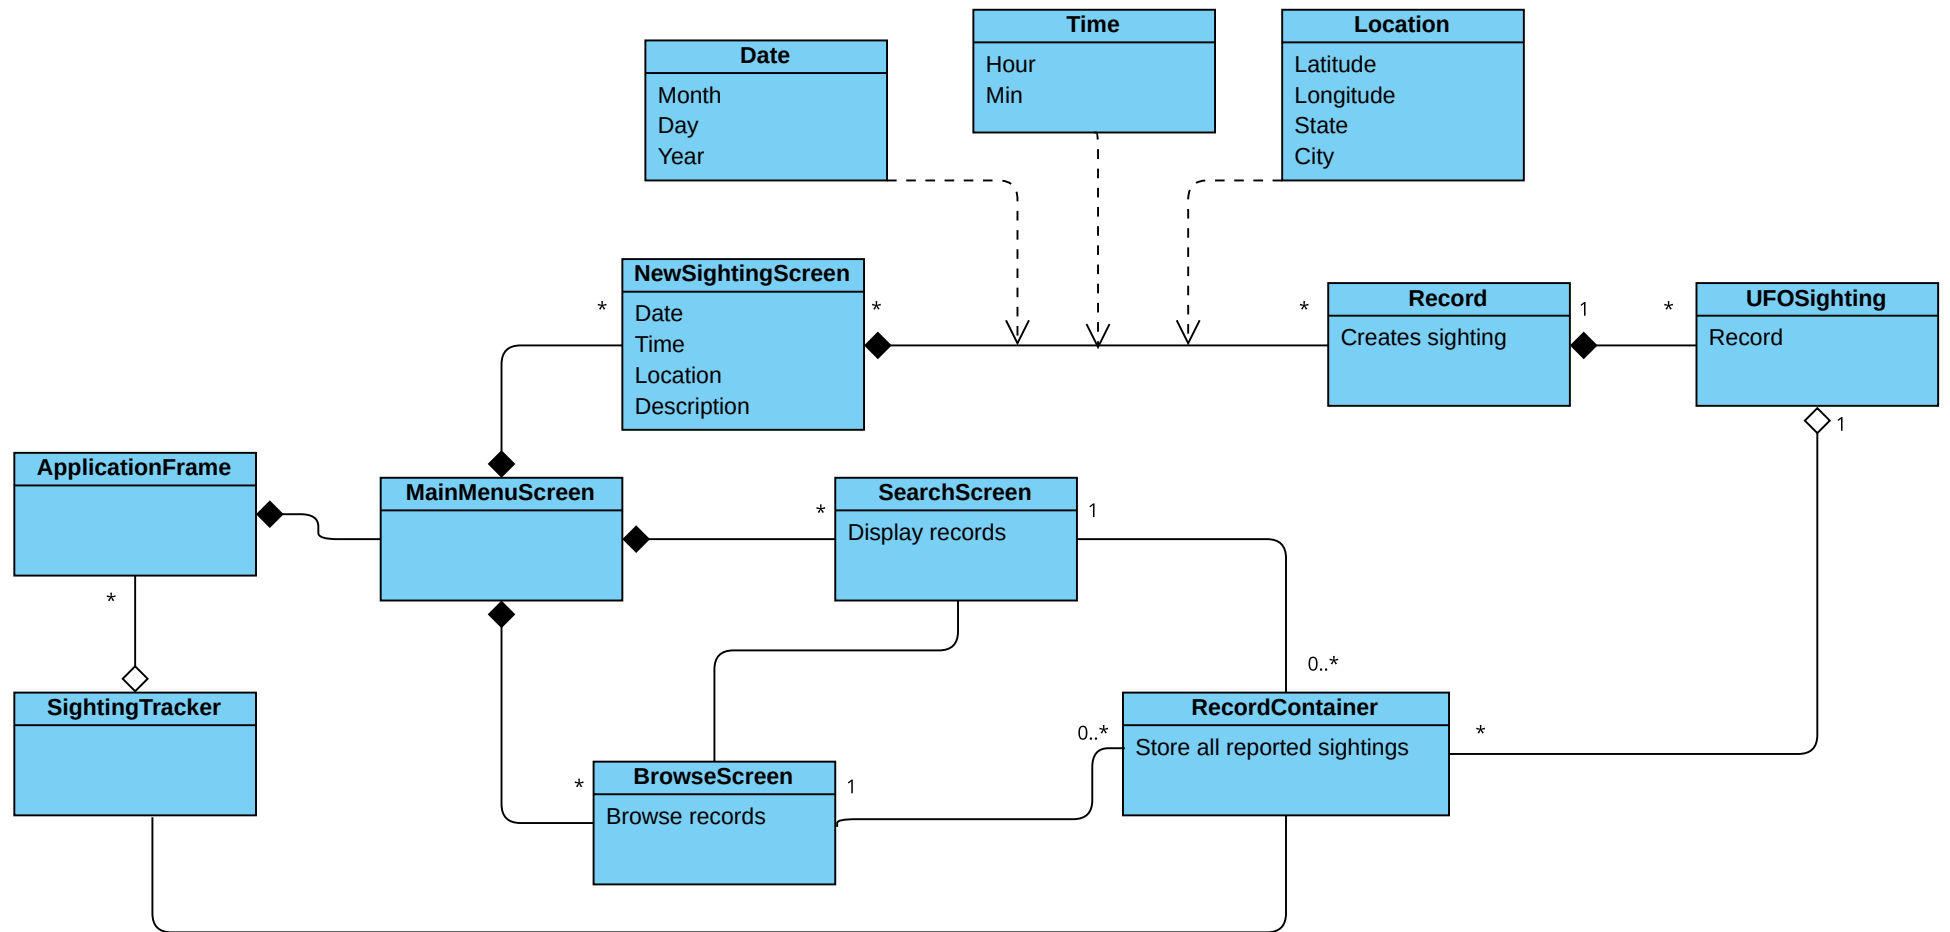 Date
Month
Day
Year
Time
Hour
Min
Location
Latitude
Longitude
State
City
NewSightingScreen
Date
Time
Location
Description
*
*
*
Record
Creates sighting
1
*
UFOSighting
Record
1
ApplicationFrame
*
MainMenuScreen
*
SearchScreen
Display records
1
0..*
SightingTracker
*
BrowseScreen
Browse records
1
0..*
RecordContainer
Store all reported sightings
*